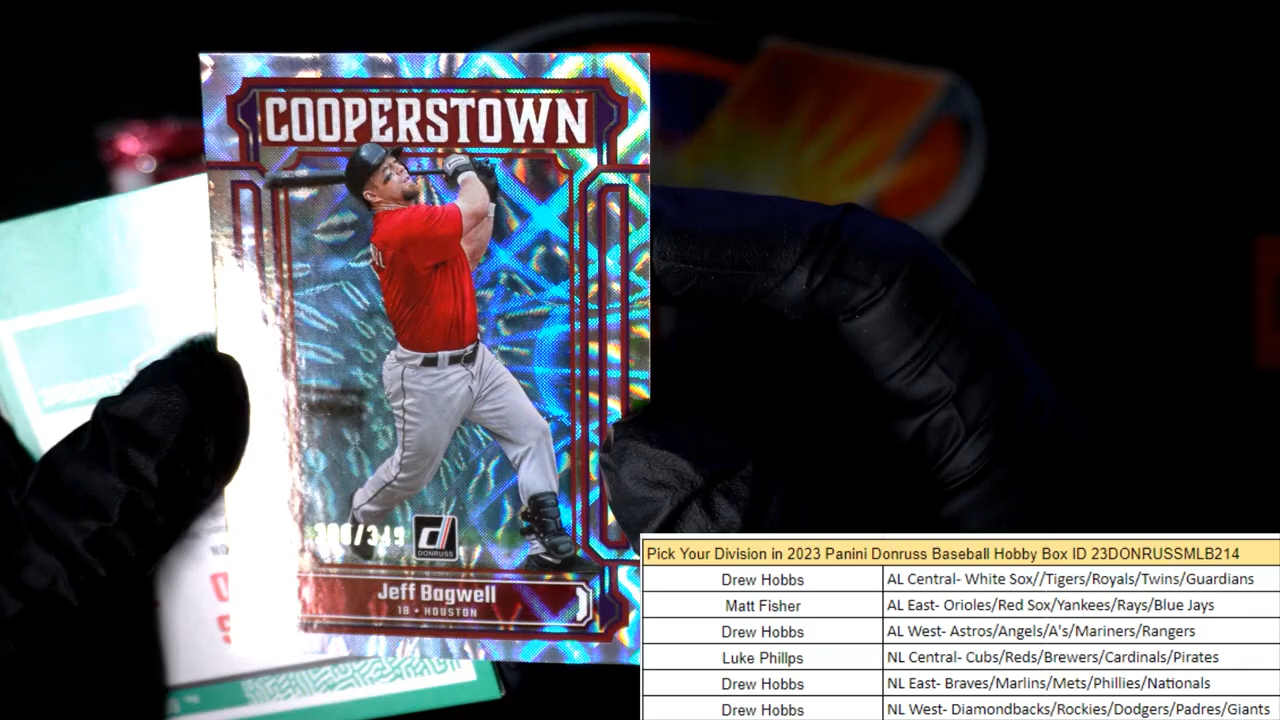 COOPERSTOWN
DONRUSS
Jeff Bagwell
1B • HOUSTON
Pick Your Division in 2023 Panini Donruss Baseball Hobby Box ID 23DONRUSSMLB214
Drew Hobbs AL Central- White Sox//Tigers/Royals/Twins/Guardians
Matt Fisher AL East- Orioles/Red Sox/Yankees/Rays/Blue Jays
Drew Hobbs AL West- Astros/Angels/A's/Mariners/Rangers
Luke Phillps NL Central- Cubs/Reds/Brewers/Cardinals/Pirates
Drew Hobbs NL East- Braves/Marlins/Mets/Phillies/Nationals
Drew Hobbs NL West- Diamondbacks/Rockies/Dodgers/Padres/Giants